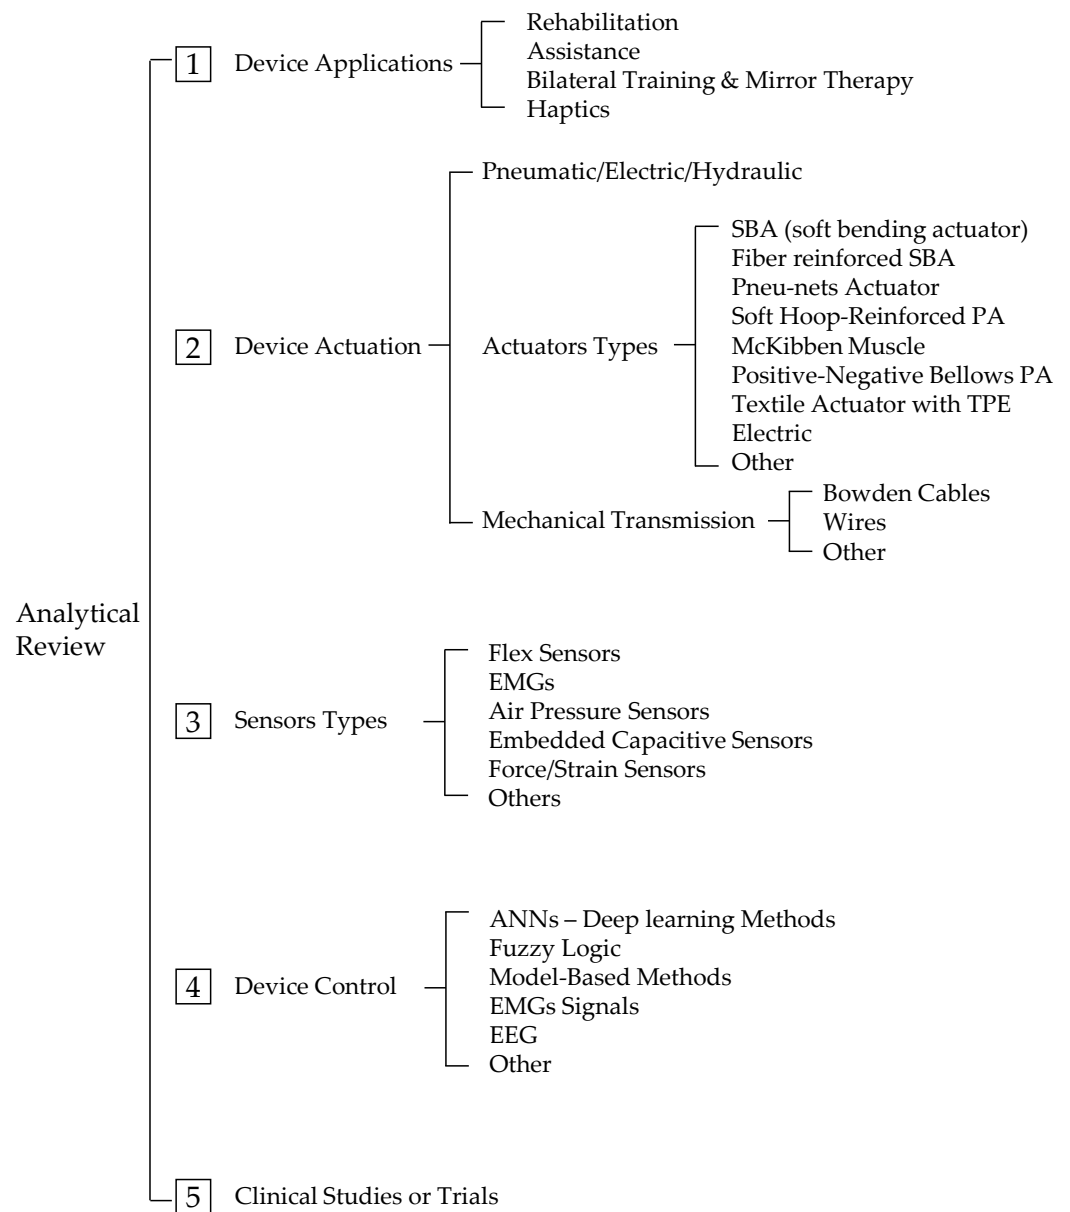 1 Device Applications
Rehabilitation
Assistance
Bilateral Training & Mirror Therapy
Haptics
2 Device Actuation
Pneumatic/Electric/Hydraulic
Actuators Types
SBA (soft bending actuator)
Fiber reinforced SBA
Pneu-nets Actuator
Soft Hoop-Reinforced PA
McKibben Muscle
Positive-Negative Bellows PA
Textile Actuator with TPE
Electric
Other
Mechanical Transmission
Bowden Cables
Wires
Other
Analytical
Review
3 Sensors Types
Flex Sensors
EMGs
Air Pressure Sensors
Embedded Capacitive Sensors
Force/Strain Sensors
Others
4 Device Control
ANNs – Deep learning Methods
Fuzzy Logic
Model-Based Methods
EMGs Signals
EEG
Other
5 Clinical Studies or Trials